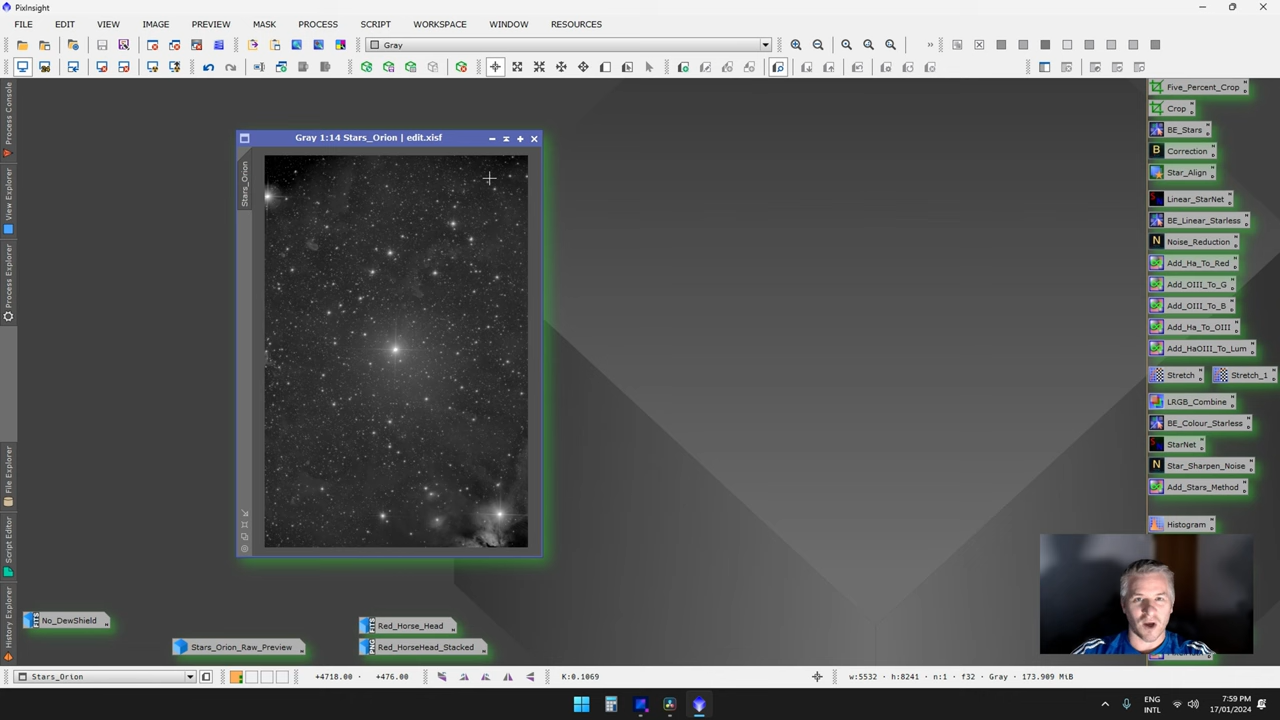 PixInsight
FILE EDIT VIEW IMAGE MASK PROCESS SCRIPT WORKSPACE WINDOW RESOURCES
Gray
Process Console
View Explorer
Process Explorer
File Explorer
Script Editor
History Explorer
Gray 1:14 Stars_Orion | edit.xisf
Stars_Orion
Five_Percent_Crop
Crop
BE_Stars
Correction
Star_Align
Linear_StarNet
BE_Linear_Starless
Noise_Reduction
Add_Ha_To_Red
Add_OIII_To_G
Add_OIII_To_B
Add_Ha_To_OIII
Add_HaOIII_To_Lum
Stretch Stretch_1
LRGB_Combine
BE_Colour_Starless
StarNet
Star_Sharpen_Noise
Add_Stars_Method
Histogram
No_DewShield
Stars_Orion_Raw_Preview
Red_Horse_Head
Red_HorseHead_Stacked
Stars_Orion +4718.00 +476.00 K:0.1069 w:5532 h:8241 n:1 f32 Gray 173.909 MiB
ENG
INTL
7:59 PM
17/01/2024